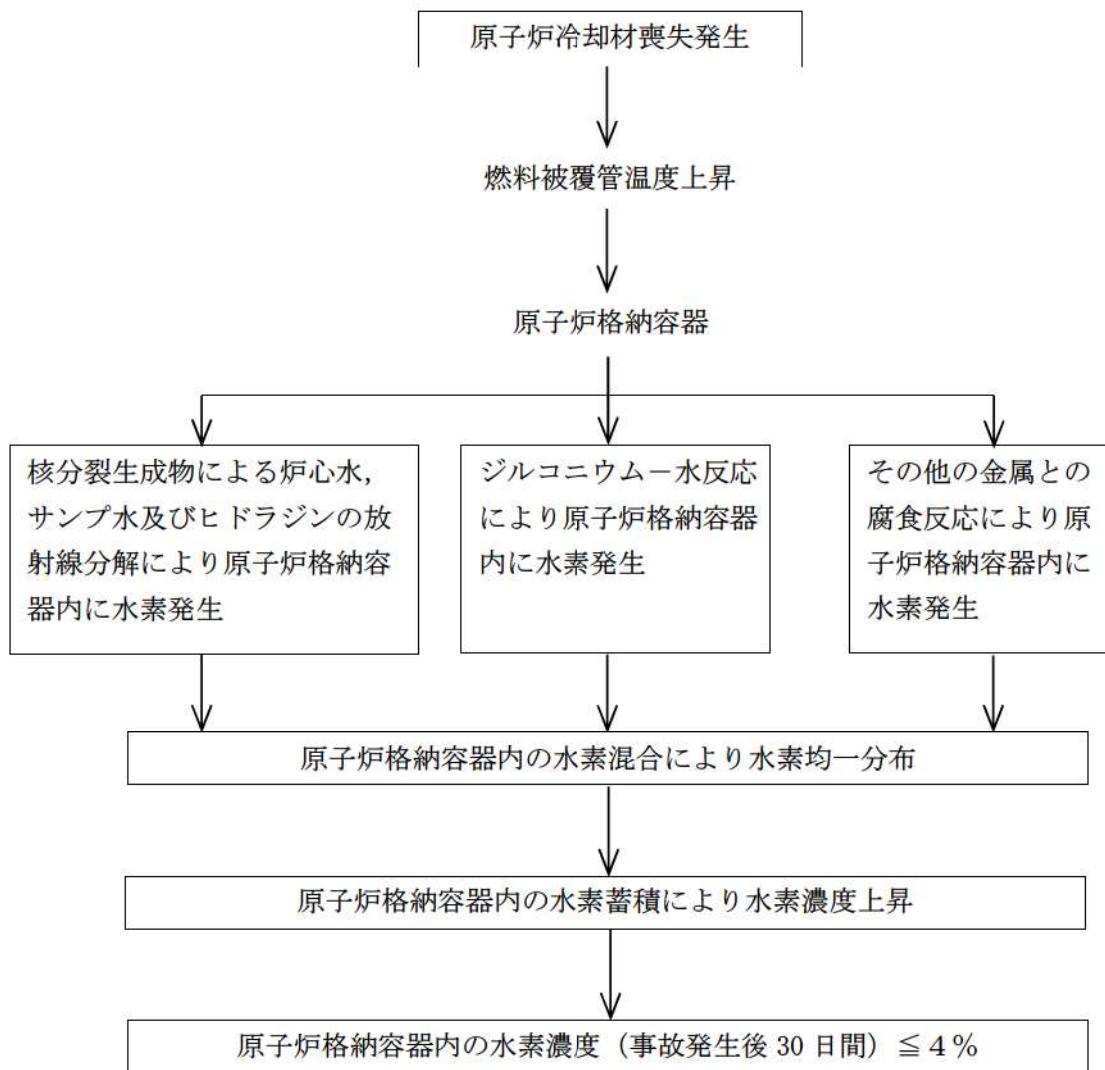 原子炉冷却材喪失発生
燃料被覆管温度上昇
原子炉格納容器
核分裂生成物による炉心水，
サンプ水及びヒドラジンの放
射線分解により原子炉格納容
器内に水素発生
ジルコニウム－水反応
により原子炉格納容器
内に水素発生
その他の金属との
腐食反応により原
子炉格納容器内に
水素発生
原子炉格納容器内の水素混合により水素均一分布
原子炉格納容器内の水素蓄積により水素濃度上昇
原子炉格納容器内の水素濃度（事故発生後 30 日間）≦４％